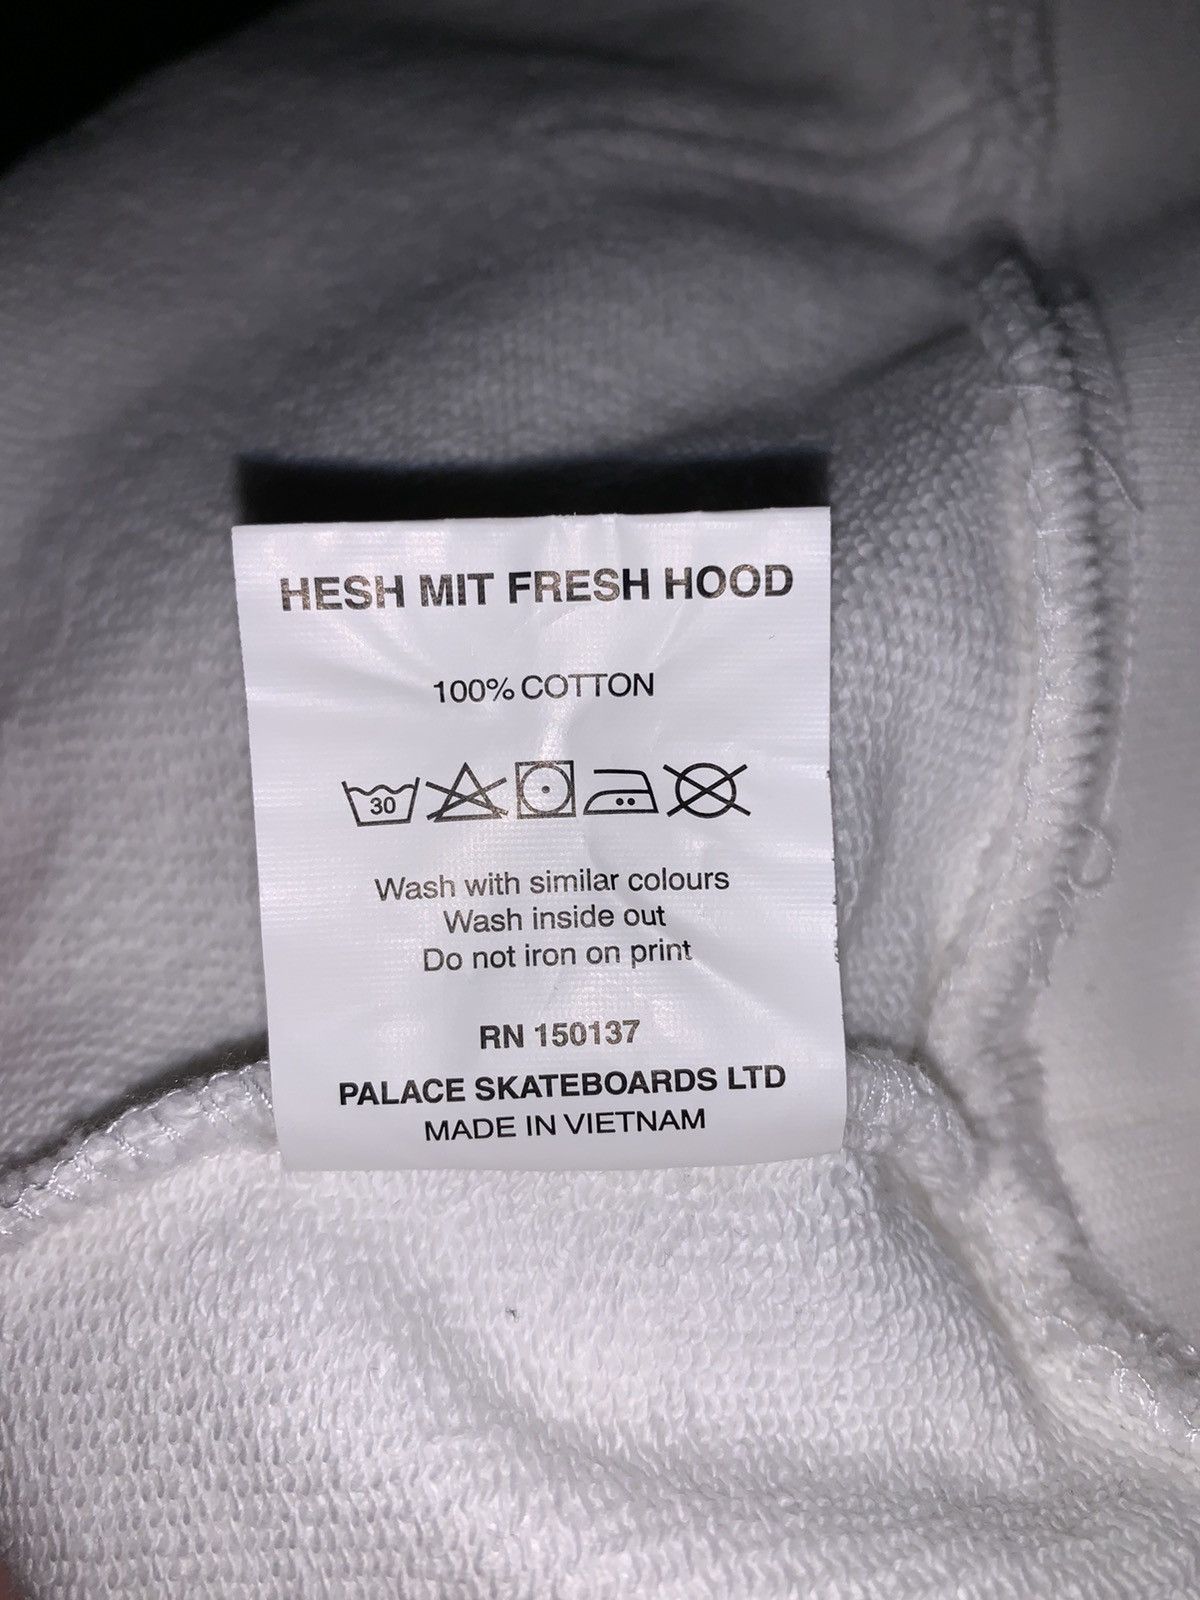 HESH MIT FRESH HOOD
100% COTTON
30
Wash with similar colours
Wash inside out
Do not iron on print
RN 150137
PALACE SKATEBOARDS LTD
MADE IN VIETNAM